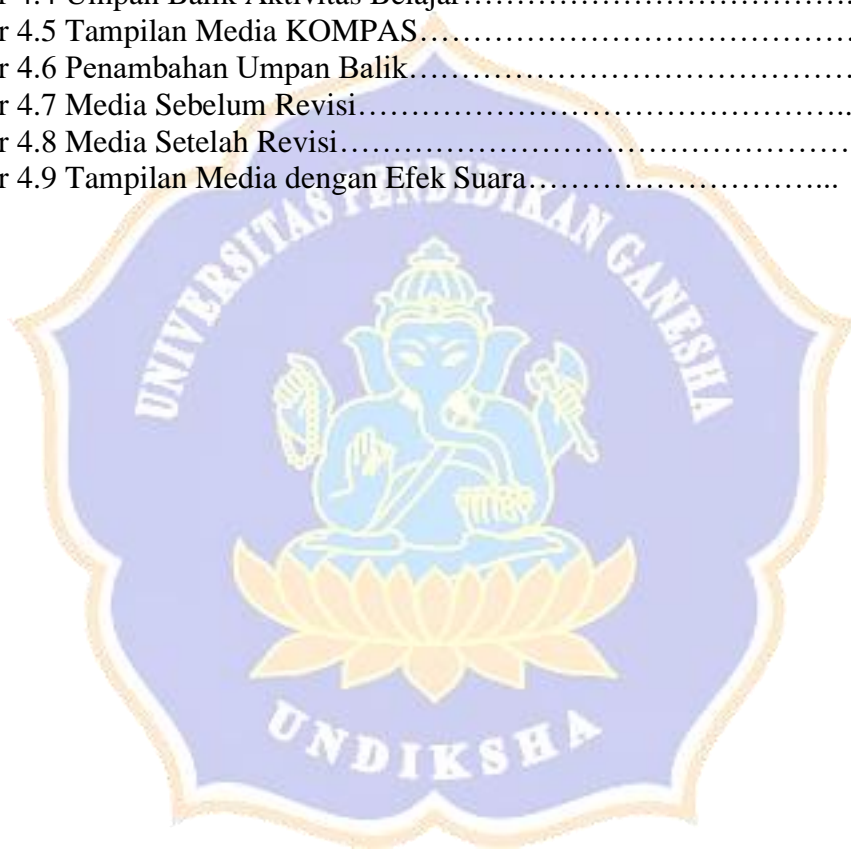 r 4.4 Umpan Balik Aktivitas Belajar……………………………………..
r 4.5 Tampilan Media KOMPAS…………………………………………
r 4.6 Penambahan Umpan Balik…………………………………………
r 4.7 Media Sebelum Revisi……………………………………………..
r 4.8 Media Setelah Revisi………………………………………………
r 4.9 Tampilan Media dengan Efek Suara………………………...
UNIVERSITAS PENDIDIKAN GANESHA
UNDIKSHA